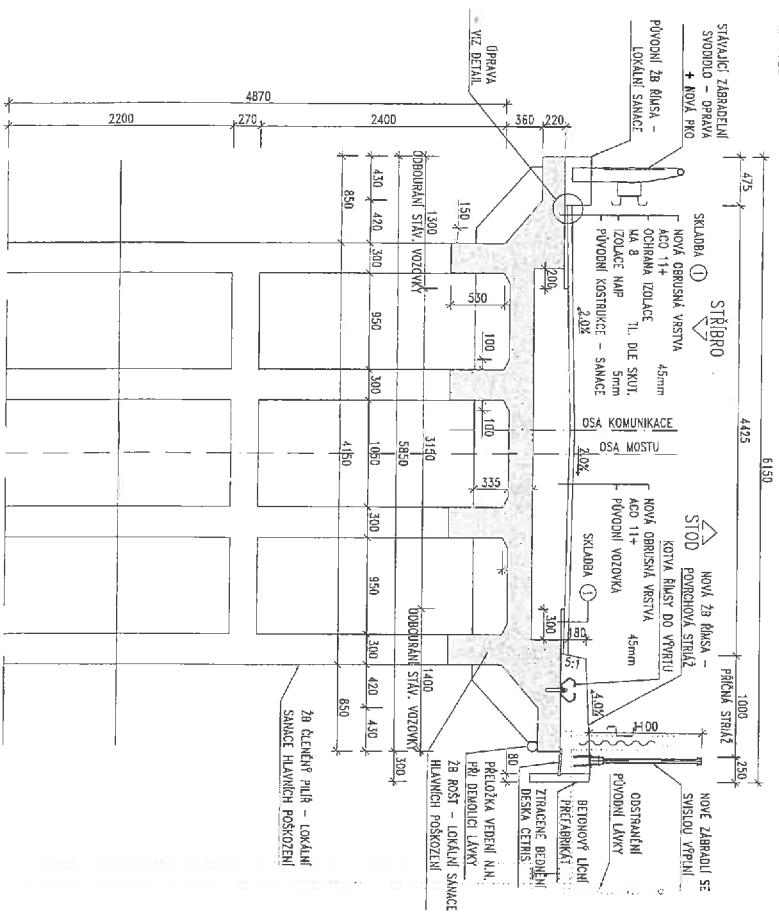 STÁVAJÍCÍ ZÁBRADELNÍ
SVODIDLO – OPRAVA
+ NOVÁ PKO
PŮVODNÍ ŽB ŘÍMSA –
LOKÁLNÍ SANACE
ÚPRAVA
VIZ DETAIL
6150
475
4425
1000
250
SKLADBA 1
NOVÁ OBRUSNÁ VRSTVA
ACO 11+ 45mm
OCHRANA IZOLACE
MA 8 TL. DLE SKUT.
IZOLACE NAIP 5mm
PŮVODNÍ KOSTRUKCE – SANACE
STŘÍBRO
2.0%
OSA KOMUNIKACE
OSA MOSTU
2.0%
STOD
NOVÁ OBRUSNÁ VRSTVA
ACO 11+ 45mm
PŮVODNÍ VOZOVKA
SKLADBA 1
KOTVA ŘÍMSY DO VÝVRTU
NOVÁ ŽB ŘÍMSA –
POVRCHOVÁ STRIÁŽ
PŘÍČNÁ STRIÁŽ
5:1
4.0%
1100
180
300
NOVÉ ZÁBRADLÍ SE
SVISLOU VÝPLNÍ
ODSTRANĚNÍ
PŮVODNÍ LÁVKY
BETONOVÝ LÍCNÍ
PREFABRIKÁT
ZTRACENÉ BEDNĚNÍ
DESKA CETRIS
80
PŘELOŽKA VEDENÍ N.N.
PŘI DEMOLICI LÁVKY
ŽB ROŠT – LOKÁLNÍ SANACE
HLAVNÍCH POŠKOZENÍ
ŽB ČLENĚNÝ PILÍŘ – LOKÁLNÍ
SANACE HLAVNÍCH POŠKOZENÍ
220
360
4870
2400
270
2200
200
150
530
100
100
335
ODBOURÁNÍ STÁV. VOZOVKY
1300
3150
1400
ODBOURÁNÍ STÁV. VOZOVKY
5850
300
430
420
300
950
300
1050
300
950
300
420
430
850
4150
850